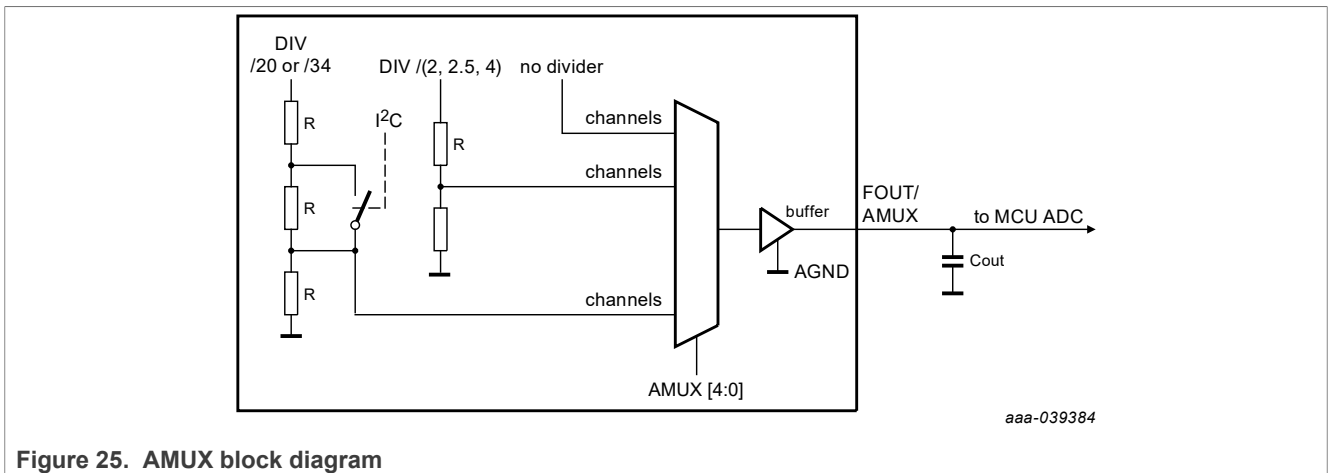 DIV
/20 or /34
DIV /(2, 2.5, 4)
no divider
R
I²C
R
channels
channels
R
R
channels
buffer
AGND
FOUT/
AMUX
to MCU ADC
Cout
AMUX [4:0]
aaa-039384
Figure 25. AMUX block diagram